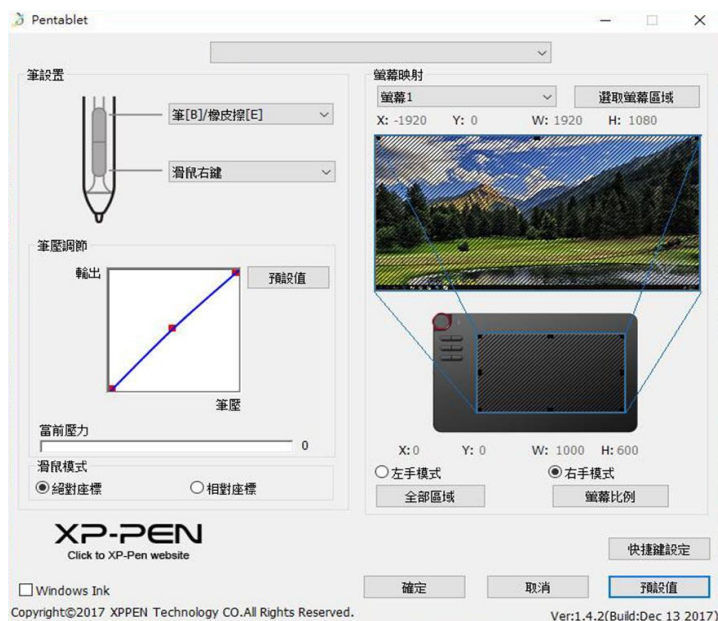 Pentablet
筆設置
筆[B]/橡皮擦[E]
滑鼠右鍵
筆壓調節
輸出
預設值
筆壓
當前壓力
0
滑鼠模式
絕對座標
相對座標
螢幕映射
螢幕1
選取螢幕區域
X: -1920 Y: 0 W: 1920 H: 1080
X: 0 Y: 0 W: 1000 H: 600
左手模式
右手模式
全部區域
螢幕比例
XP-PEN
Click to XP-Pen website
快捷鍵設定
Windows Ink
確定
取消
預設值
Copyright©2017 XPPEN Technology CO.All Rights Reserved.
Ver:1.4.2(Build:Dec 13 2017)